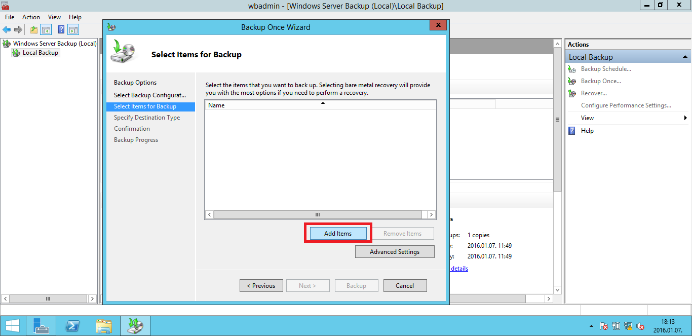 wbadmin - [Windows Server Backup (Local)\Local Backup]
File Action View Help
Windows Server Backup (Local)
Local Backup
Backup Once Wizard
Select Items for Backup
Backup Options
Select Backup Configurat...
Select Items for Backup
Specify Destination Type
Confirmation
Backup Progress
Select the items that you want to back up. Selecting bare metal recovery will provide
you with the most options if you need to perform a recovery.
Name
Add Items
Remove Items
Advanced Settings
< Previous
Next >
Backup
Cancel
1 copies
2016.01.07. 11:49
2016.01.07. 11:49
details
Actions
Local Backup
Backup Schedule...
Backup Once...
Recover...
Configure Performance Settings...
View
Help
18:13
2016.01.07.